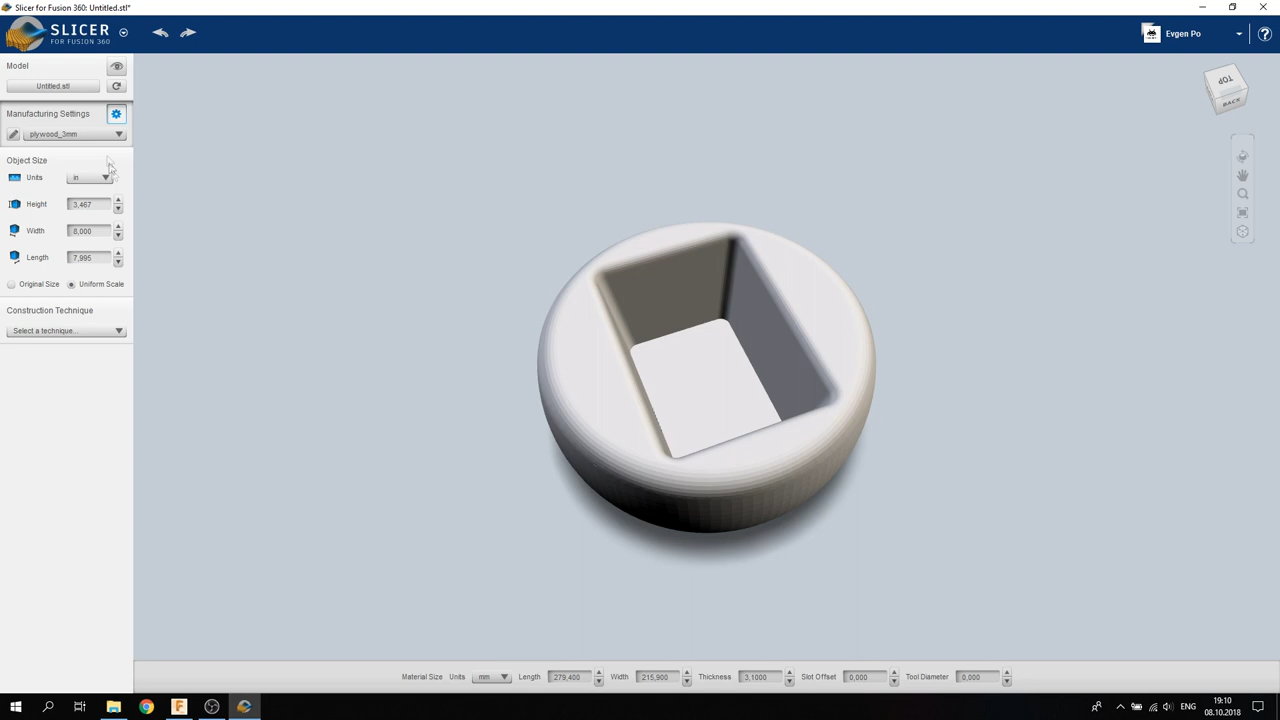 Slicer for Fusion 360: Untitled.stl*
SLICER
FOR FUSION 360
Evgen Po
Model
Untitled.stl
Manufacturing Settings
plywood_3mm
Object Size
Units in
Height 3,467
Width 8,000
Length 7,995
Original Size Uniform Scale
Construction Technique
Select a technique...
TOP
BACK
Material Size Units mm Length 279,400 Width 215,900 Thickness 3,1000 Slot Offset 0,000 Tool Diameter 0,000
ENG
19:10
08.10.2018